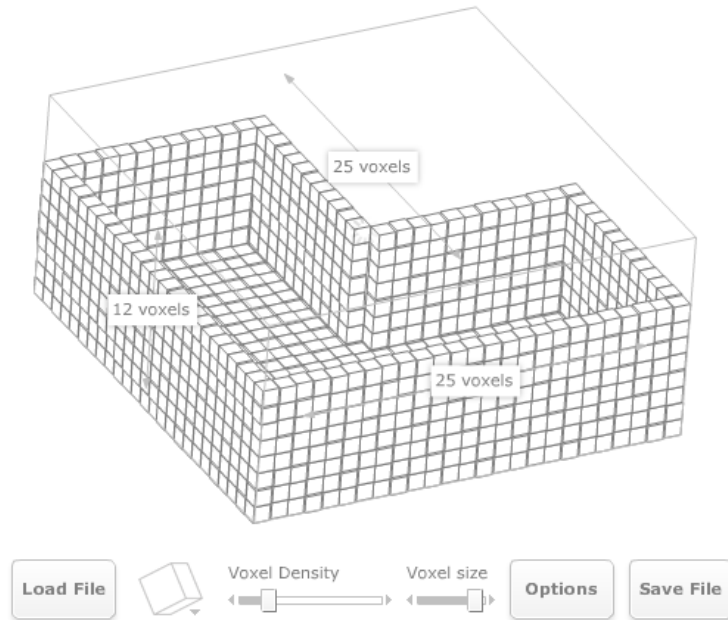 25 voxels
12 voxels
25 voxels
Voxel Density
Voxel size
Load File
Options
Save File